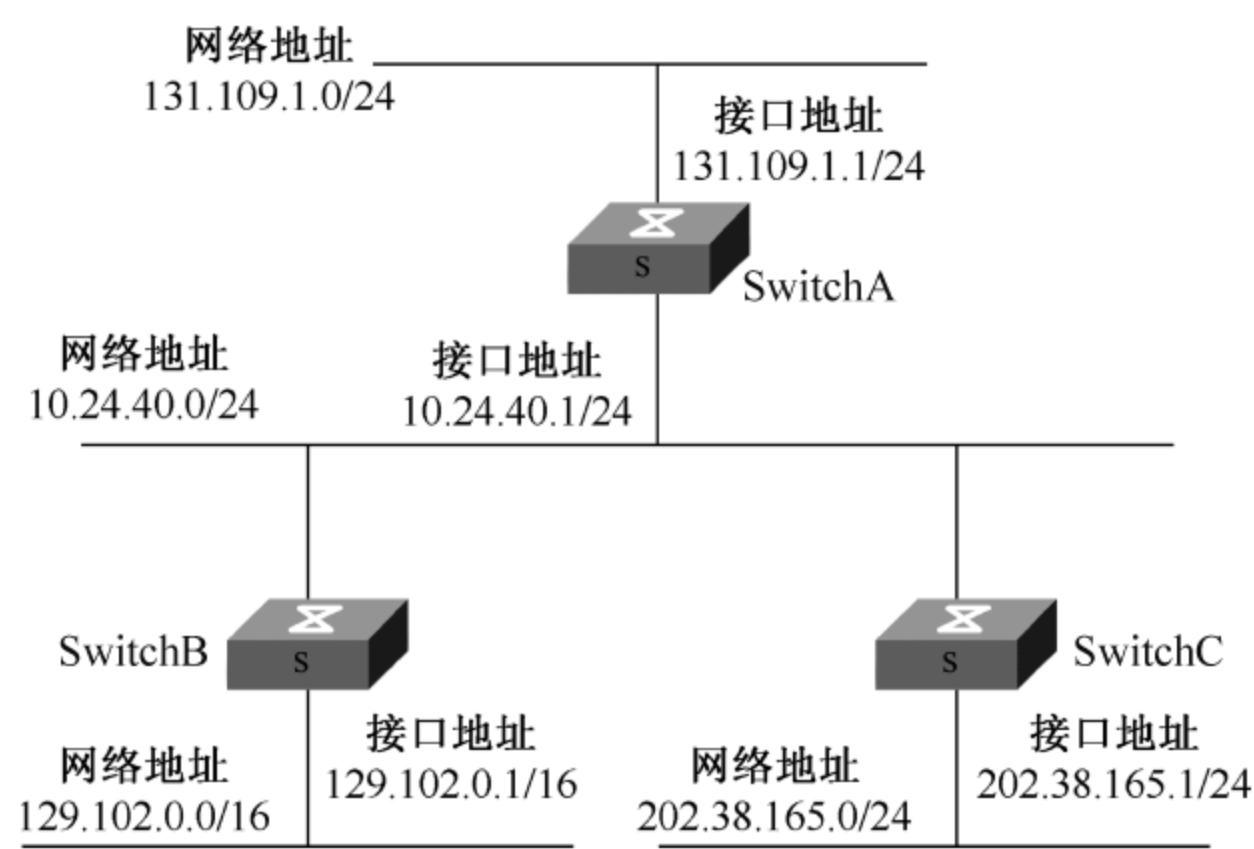 网络地址
131.109.1.0/24
接口地址
131.109.1.1/24
S
SwitchA
网络地址
10.24.40.0/24
接口地址
10.24.40.1/24
SwitchB
S
S
SwitchC
网络地址
129.102.0.0/16
接口地址
129.102.0.1/16
网络地址
202.38.165.0/24
接口地址
202.38.165.1/24